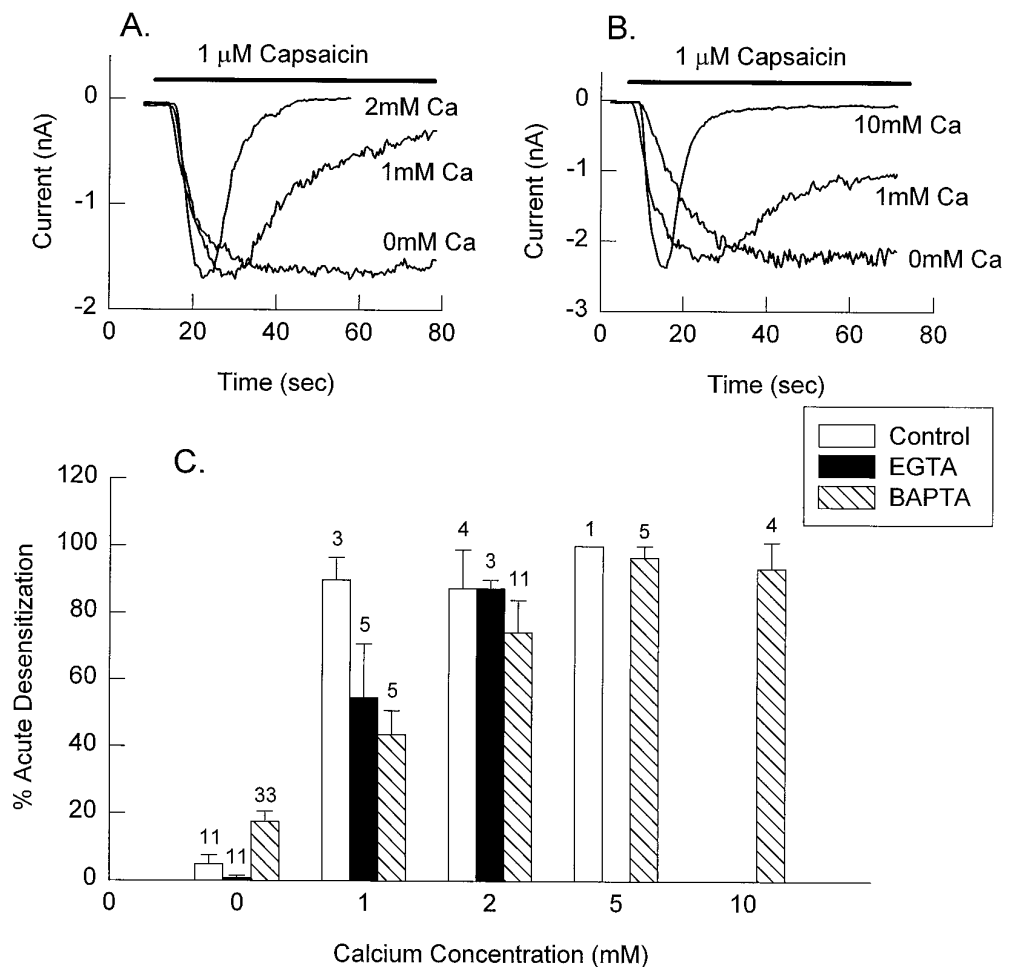 A.
1 µM Capsaicin
0
-1
-2
Current (nA)
2mM Ca
1mM Ca
0mM Ca
0 20 40 60 80
Time (sec)
B.
1 µM Capsaicin
0
-1
-2
-3
Current (nA)
10mM Ca
1mM Ca
0mM Ca
0 20 40 60 80
Time (sec)
Control
EGTA
BAPTA
C.
120
100
80
60
40
20
0
% Acute Desensitization
11 11 33
3 5 5
4 3 11
1 5
4
0 0 1 2 5 10
Calcium Concentration (mM)